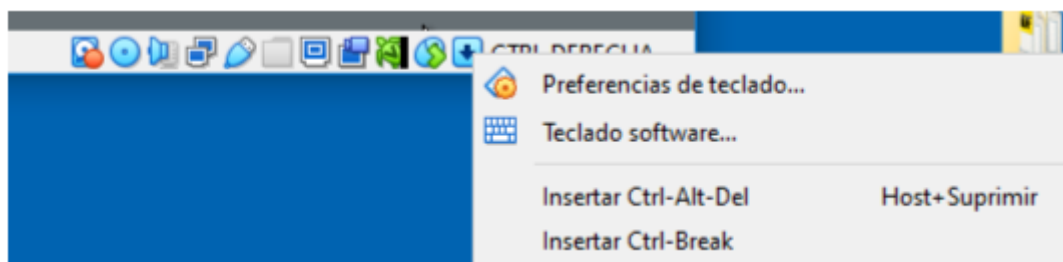 CTRL DERECHA
Preferencias de teclado...
Teclado software...
Insertar Ctrl-Alt-Del Host+Suprimir
Insertar Ctrl-Break